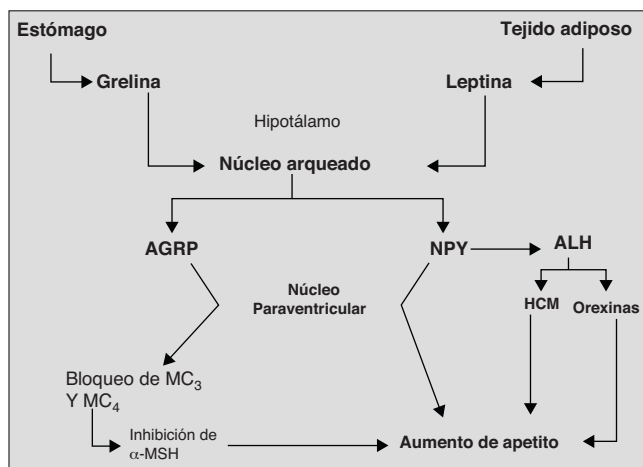 Estómago
Tejido adiposo
Grelina
Leptina
Hipotálamo
Núcleo arqueado
AGRP
NPY
ALH
Núcleo
Paraventricular
HCM
Orexinas
Bloqueo de MC₃
Y MC₄
Inhibición de
α-MSH
Aumento de apetito